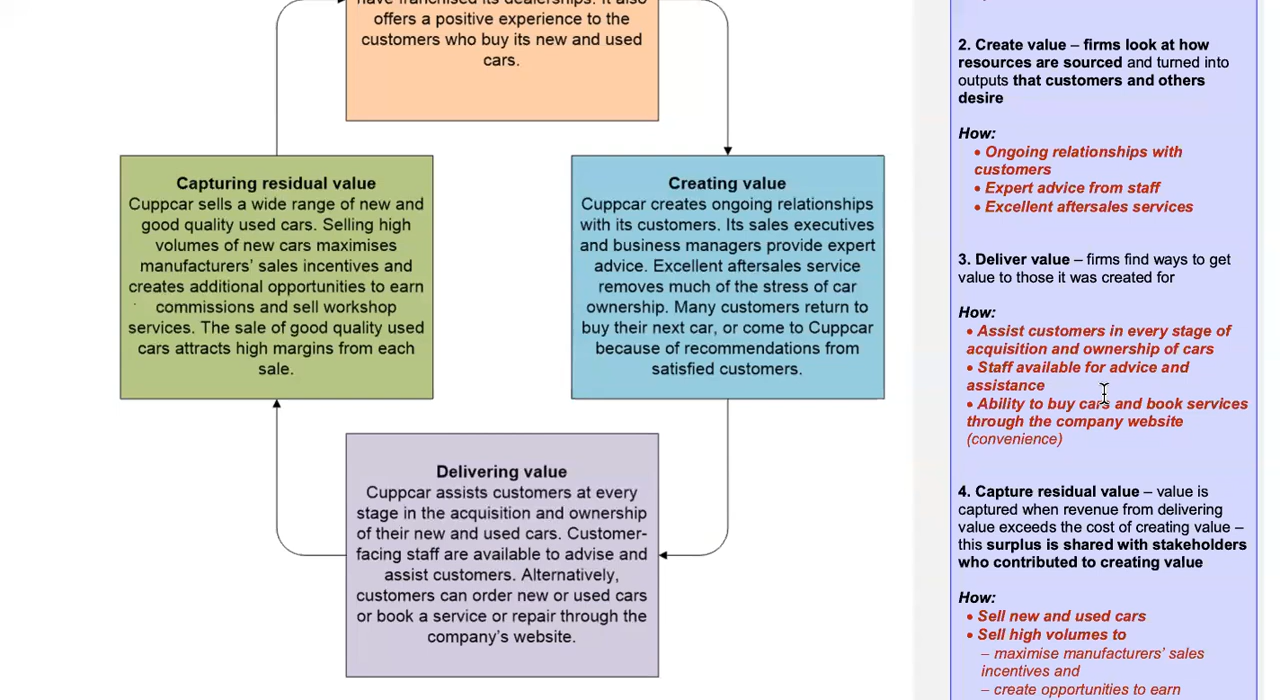 have franchised its dealerships. It also
offers a positive experience to the
customers who buy its new and used
cars.
Capturing residual value
Cuppcar sells a wide range of new and
good quality used cars. Selling high
volumes of new cars maximises
manufacturers’ sales incentives and
creates additional opportunities to earn
commissions and sell workshop
services. The sale of good quality used
cars attracts high margins from each
sale.
Creating value
Cuppcar creates ongoing relationships
with its customers. Its sales executives
and business managers provide expert
advice. Excellent aftersales service
removes much of the stress of car
ownership. Many customers return to
buy their next car, or come to Cuppcar
because of recommendations from
satisfied customers.
Delivering value
Cuppcar assists customers at every
stage in the acquisition and ownership
of their new and used cars. Customer-
facing staff are available to advise and
assist customers. Alternatively,
customers can order new or used cars
or book a service or repair through the
company’s website.
2. Create value – firms look at how
resources are sourced and turned into
outputs that customers and others
desire
How:
• Ongoing relationships with
customers
• Expert advice from staff
• Excellent aftersales services
3. Deliver value – firms find ways to get
value to those it was created for
How:
• Assist customers in every stage of
acquisition and ownership of cars
• Staff available for advice and
assistance
• Ability to buy cars and book services
through the company website
(convenience)
4. Capture residual value – value is
captured when revenue from delivering
value exceeds the cost of creating value –
this surplus is shared with stakeholders
who contributed to creating value
How:
• Sell new and used cars
• Sell high volumes to
– maximise manufacturers’ sales
incentives and
– create opportunities to earn